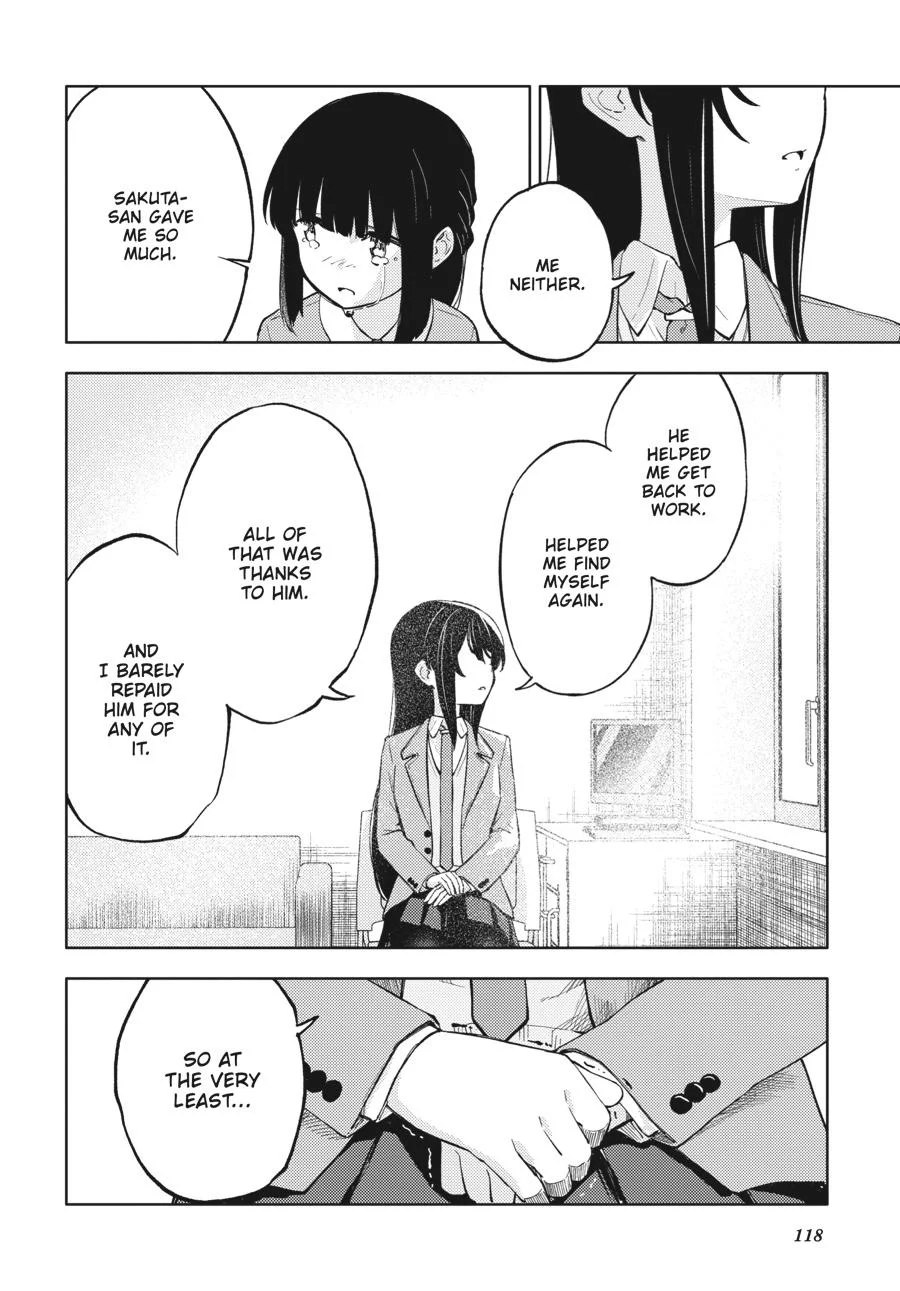 ME
NEITHER.
SAKUTA-
SAN GAVE
ME SO
MUCH.
HE
HELPED
ME GET
BACK TO
WORK.
HELPED
ME FIND
MYSELF
AGAIN.
ALL OF
THAT WAS
THANKS
TO HIM.
AND
I BARELY
REPAID
HIM FOR
ANY OF
IT.
SO AT
THE VERY
LEAST...
118